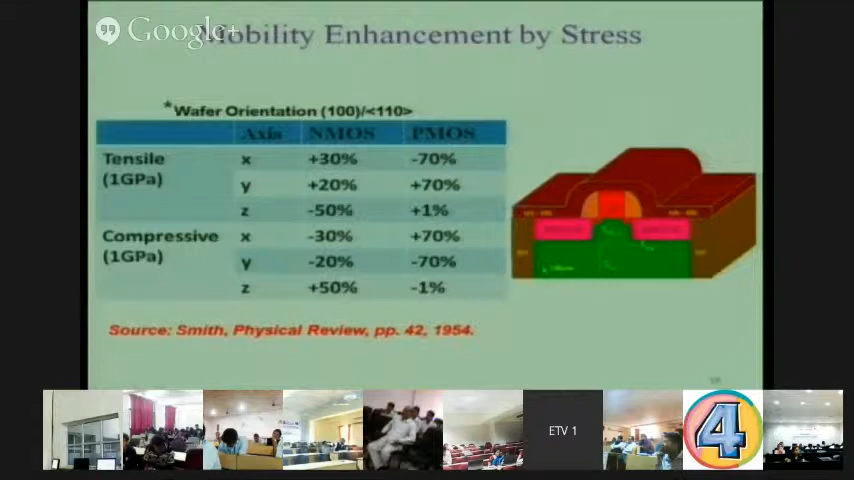 Google+
Mobility Enhancement by Stress
*Wafer Orientation (100)/<110>
Axis NMOS PMOS
Tensile (1GPa) x +30% -70%
y +20% +70%
z -50% +1%
Compressive (1GPa) x -30% +70%
y -20% -70%
z +50% -1%
Source: Smith, Physical Review, pp. 42, 1954.
ETV 1
4